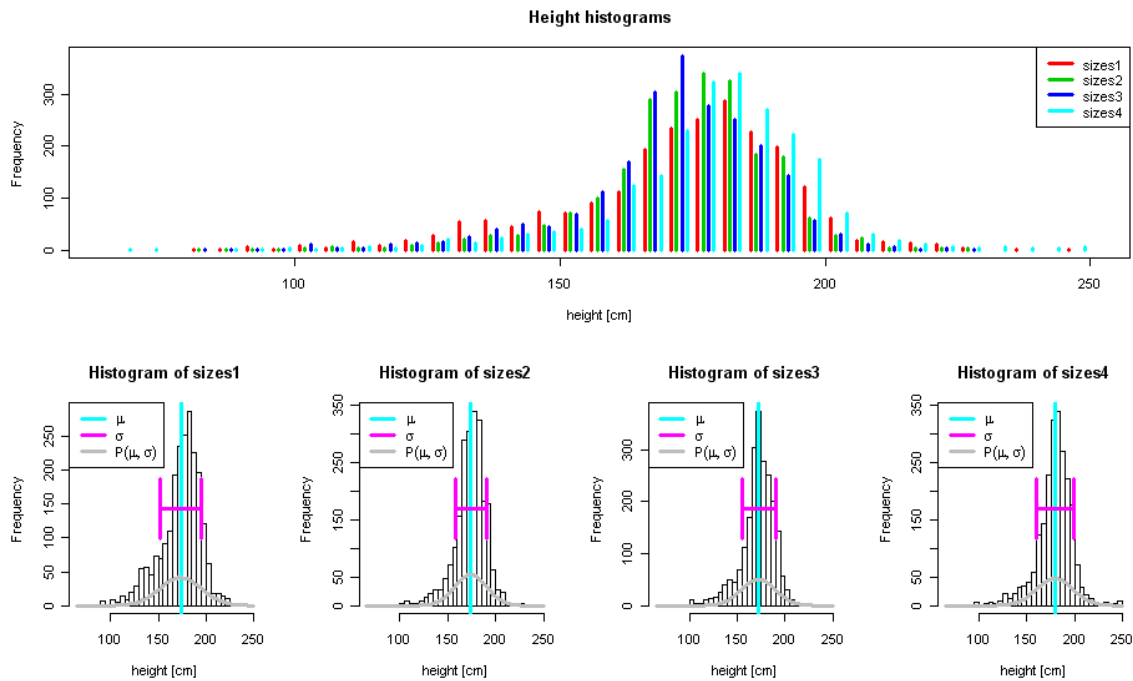 Height histograms
Frequency
0 100 200 300
sizes1
sizes2
sizes3
sizes4
100 150 200 250
height [cm]
Histogram of sizes1
Frequency
0 50 100 150 200 250
μ
σ
P(μ, σ)
100 150 200 250
height [cm]
Histogram of sizes2
Frequency
0 50 150 250 350
μ
σ
P(μ, σ)
100 150 200 250
height [cm]
Histogram of sizes3
Frequency
0 100 200 300
μ
σ
P(μ, σ)
100 150 200 250
height [cm]
Histogram of sizes4
Frequency
0 50 150 250 350
μ
σ
P(μ, σ)
100 150 200 250
height [cm]